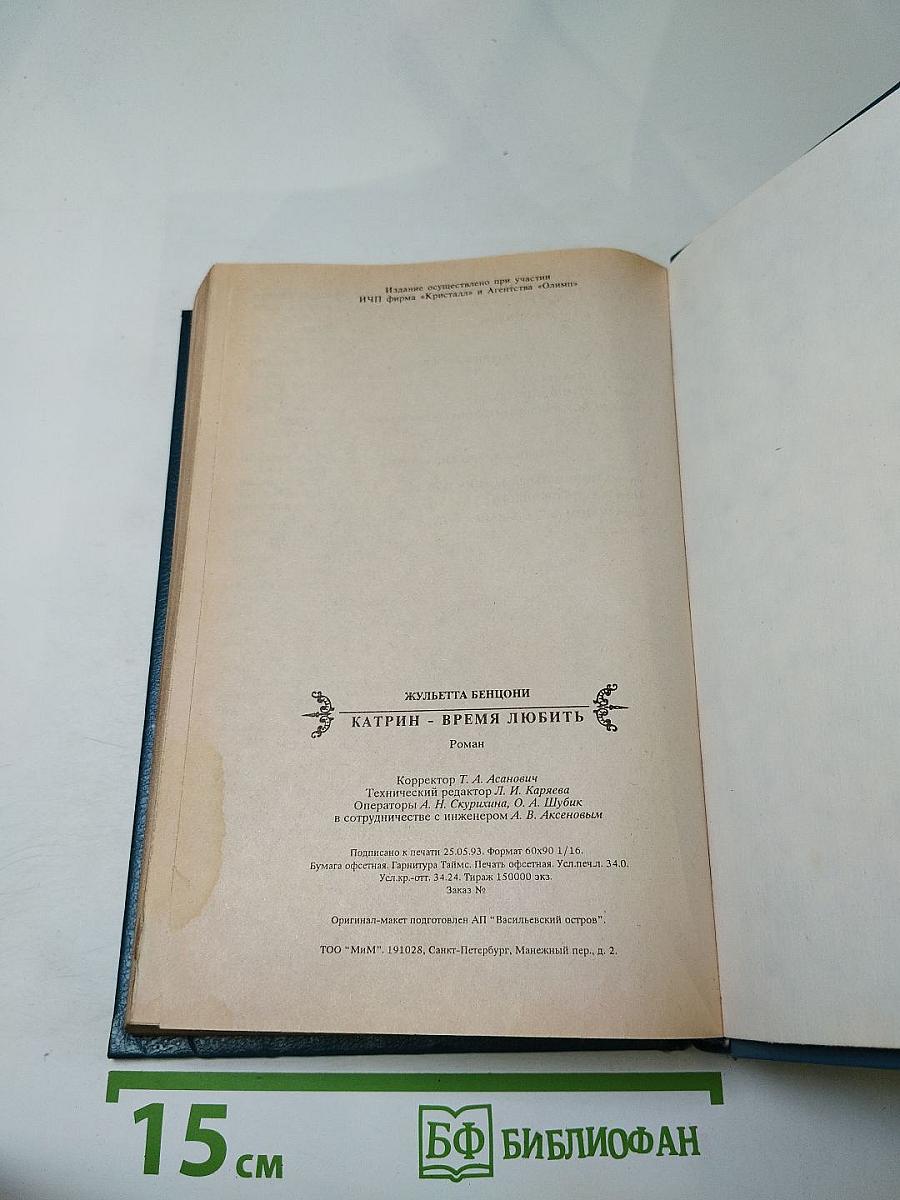 Издание осуществлено при участии
ИЧП фирма «Кристалл» и Агентства «Олимп»
ЖУЛЬЕТТА БЕНЦОНИ
КАТРИН - ВРЕМЯ ЛЮБИТЬ
Роман
Корректор Т. А. Асанович
Технический редактор Л. И. Каряева
Операторы А. Н. Скурихина, О. А. Шубик
в сотрудничестве с инженером А. В. Аксеновым
Подписано к печати 25.05.93. Формат 60x90 1/16.
Бумага офсетная. Гарнитура Таймс. Печать офсетная. Усл.печ.л. 34.0.
Усл.кр.-отт. 34.24. Тираж 150000 экз.
Заказ №
Оригинал-макет подготовлен АП "Васильевский остров".
ТОО "МиМ". 191028, Санкт-Петербург, Манежный пер., д. 2.
15 см
БФ БИБЛИОФАН